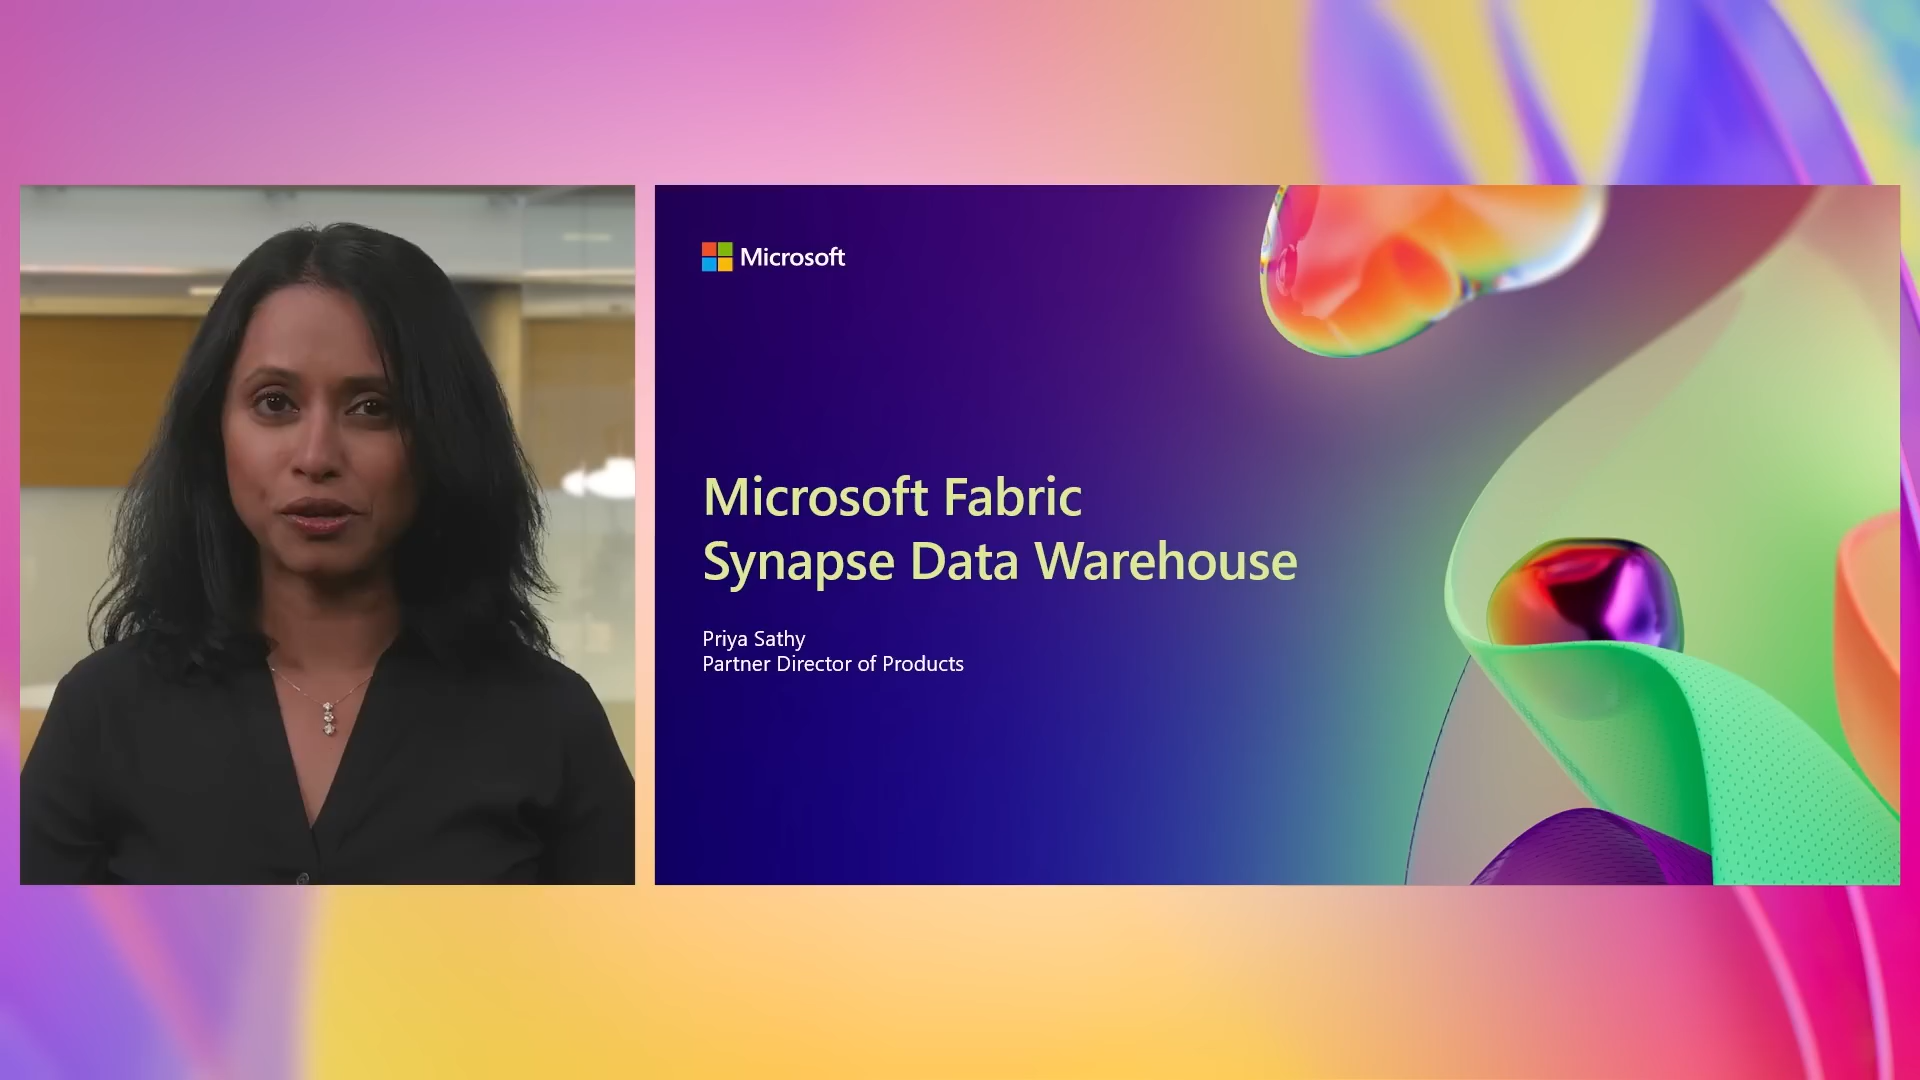 Microsoft
Microsoft Fabric
Synapse Data Warehouse
Priya Sathy
Partner Director of Products